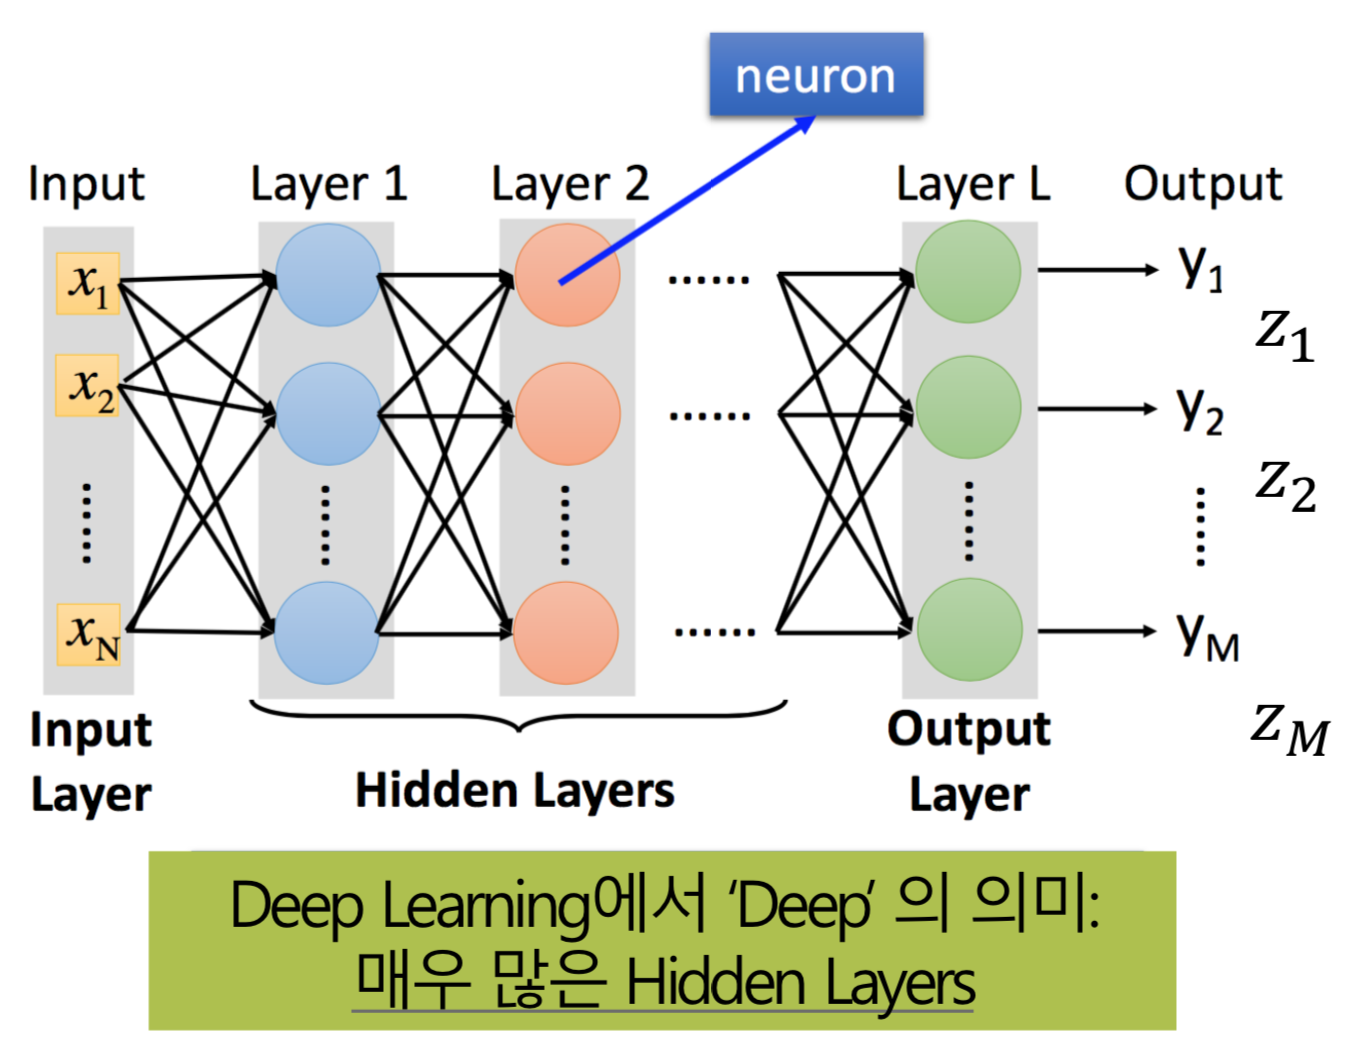 neuron
Input Layer 1 Layer 2 Layer L Output
x1 ...... y1
z1
x2 ...... y2
z2
...... ...... ...... ...... ......
xN ...... yM
zM
Input Layer
Hidden Layers
Output Layer
Deep Learning에서 ‘Deep’ 의 의미:
매우 많은 Hidden Layers